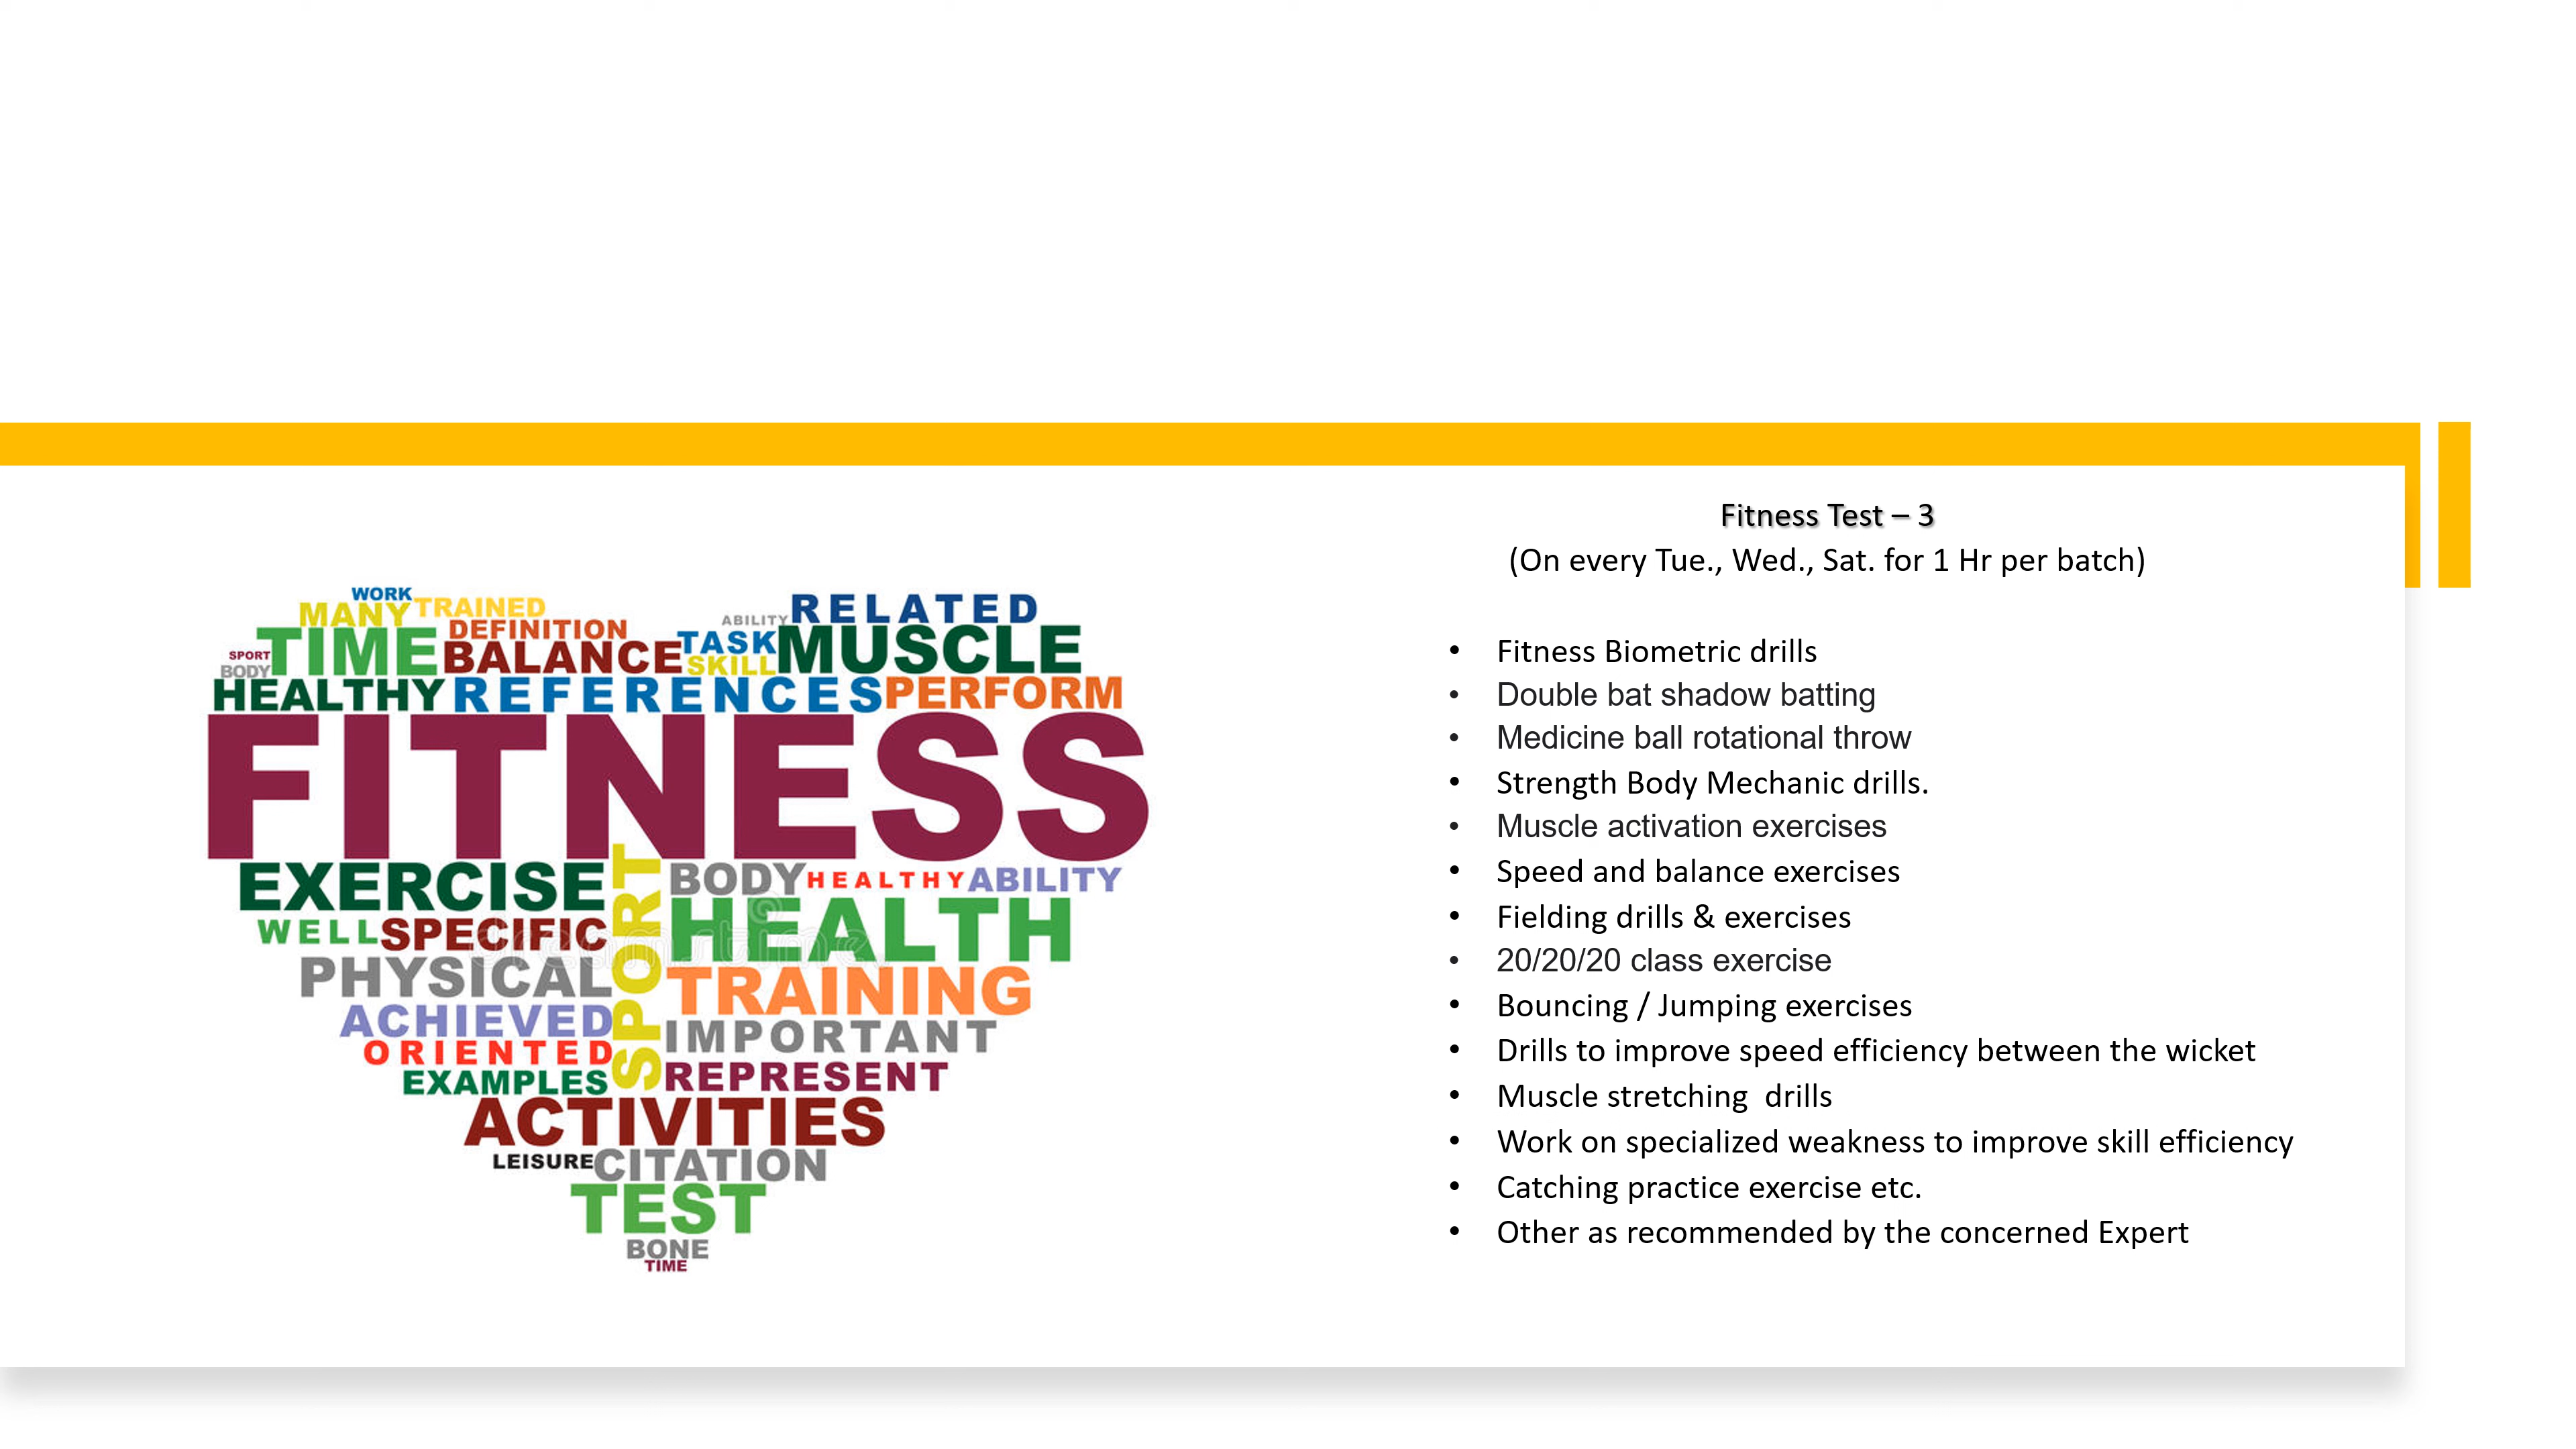 Fitness Test – 3
(On every Tue., Wed., Sat. for 1 Hr per batch)
• Fitness Biometric drills
• Double bat shadow batting
• Medicine ball rotational throw
• Strength Body Mechanic drills.
• Muscle activation exercises
• Speed and balance exercises
• Fielding drills & exercises
• 20/20/20 class exercise
• Bouncing / Jumping exercises
• Drills to improve speed efficiency between the wicket
• Muscle stretching  drills
• Work on specialized weakness to improve skill efficiency
• Catching practice exercise etc.
• Other as recommended by the concerned Expert
WORK
MANY TRAINED
ABILITY RELATED
TIME DEFINITION
SPORT
BODY
BALANCE TASK
SKILL
MUSCLE
HEALTHY REFERENCES PERFORM
FITNESS
EXERCISE SPORT BODY HEALTHY ABILITY
WELL SPECIFIC HEALTH
dreamstime
PHYSICAL TRAINING
ACHIEVED IMPORTANT
ORIENTED
EXAMPLES REPRESENT
ACTIVITIES
LEISURE CITATION
TEST
BONE
TIME